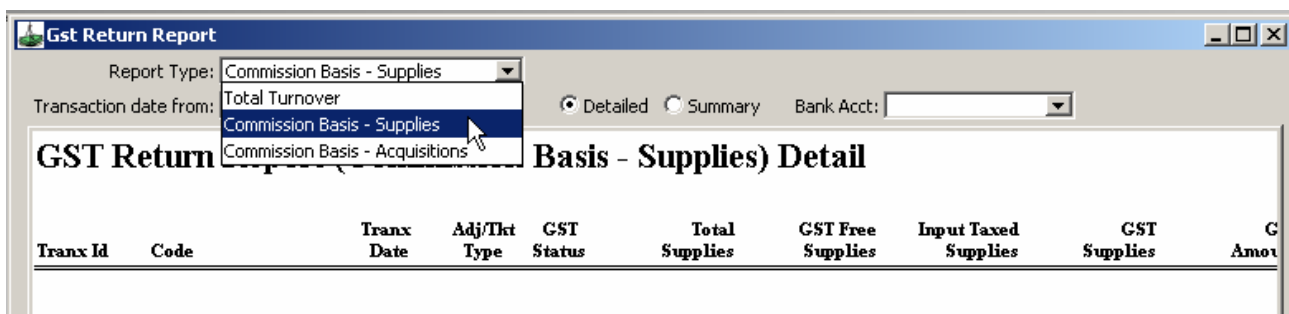 Gst Return Report
Report Type: Commission Basis - Supplies
Total Turnover
Commission Basis - Supplies
Commission Basis - Acquisitions
Transaction date from:
Detailed Summary Bank Acct:
GST Return Basis - Supplies) Detail
Tranx Id Code Tranx Date Adj/Tkt Type GST Status Total Supplies GST Free Supplies Input Taxed Supplies GST Supplies